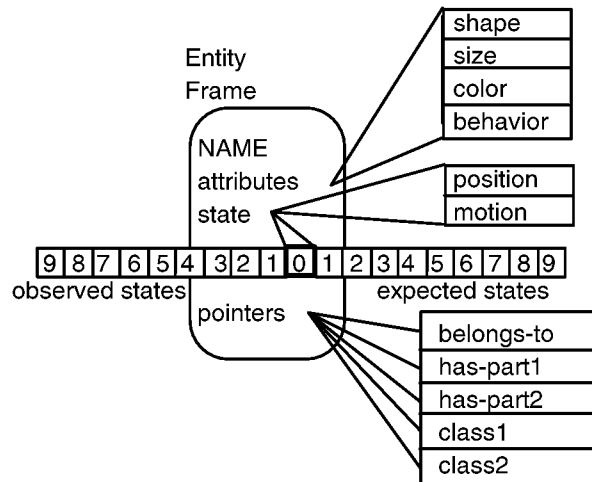 shape
size
color
behavior
Entity
Frame
NAME
attributes
state
position
motion
9 8 7 6 5 4 3 2 1 0 1 2 3 4 5 6 7 8 9
observed states
expected states
pointers
belongs-to
has-part1
has-part2
class1
class2